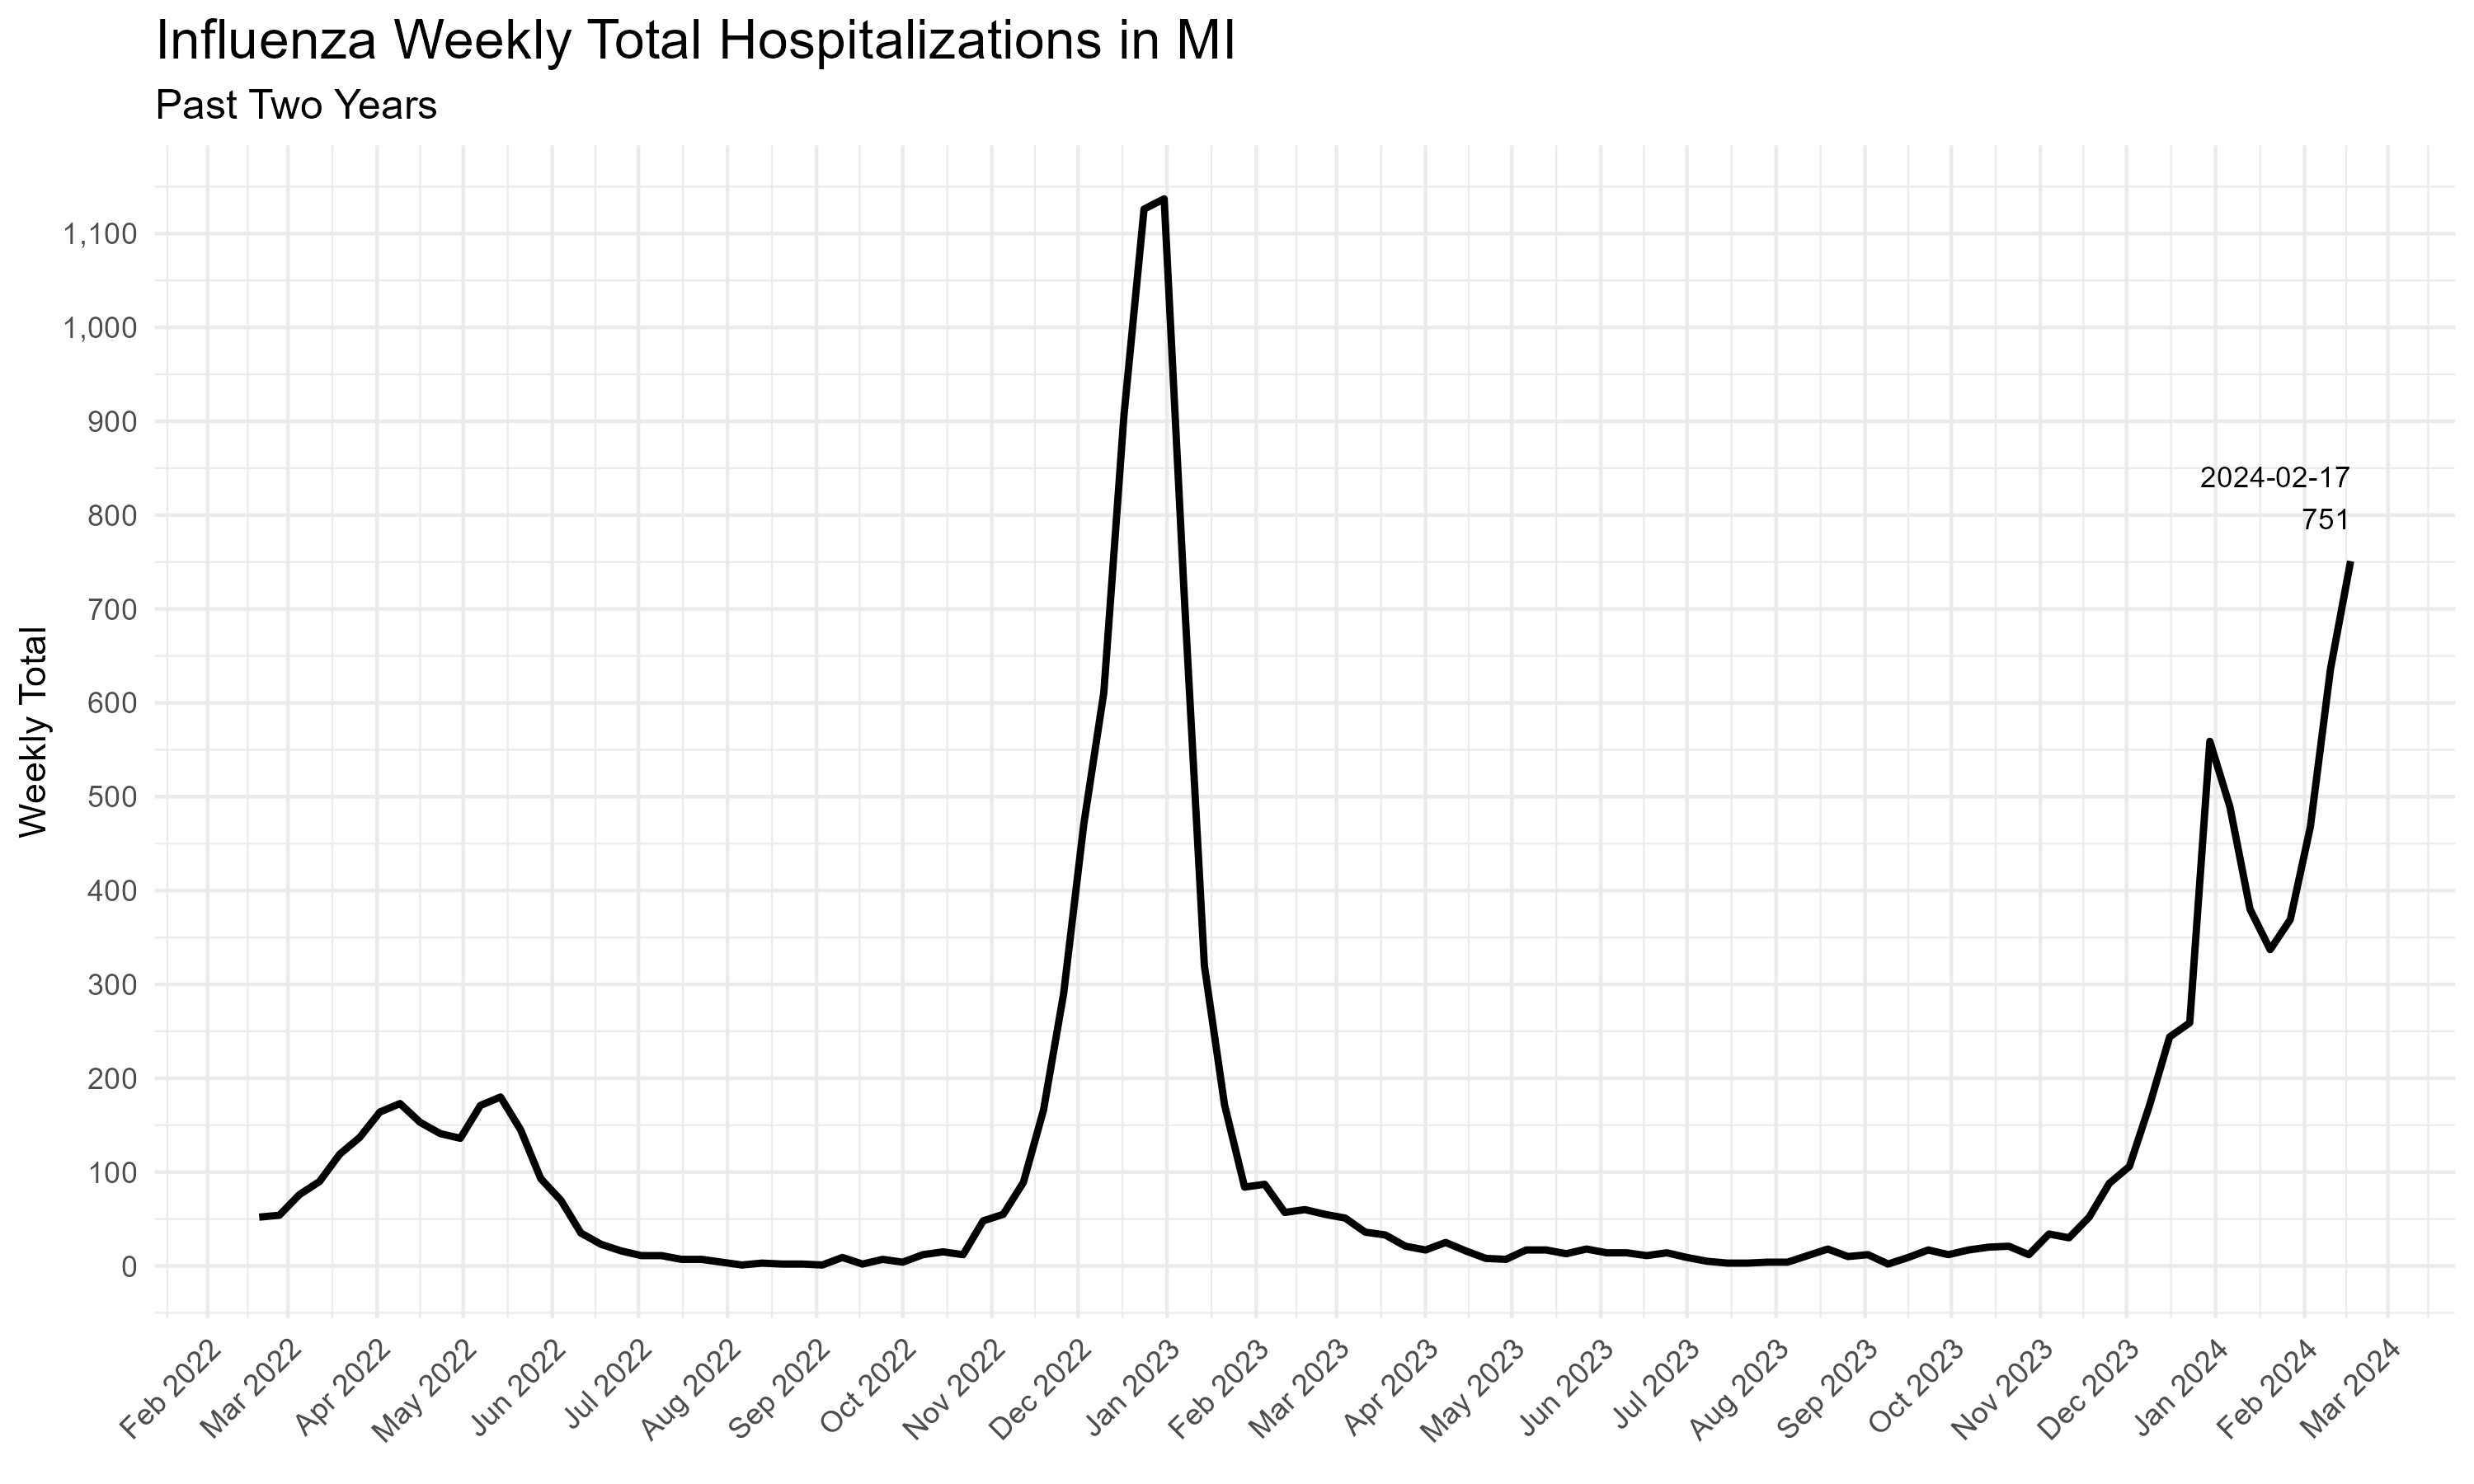 Influenza Weekly Total Hospitalizations in MI
Past Two Years
Weekly Total
1,100
1,000
900
800
700
600
500
400
300
200
100
0
2024-02-17
751
Feb 2022
Mar 2022
Apr 2022
May 2022
Jun 2022
Jul 2022
Aug 2022
Sep 2022
Oct 2022
Nov 2022
Dec 2022
Jan 2023
Feb 2023
Mar 2023
Apr 2023
May 2023
Jun 2023
Jul 2023
Aug 2023
Sep 2023
Oct 2023
Nov 2023
Dec 2023
Jan 2024
Feb 2024
Mar 2024